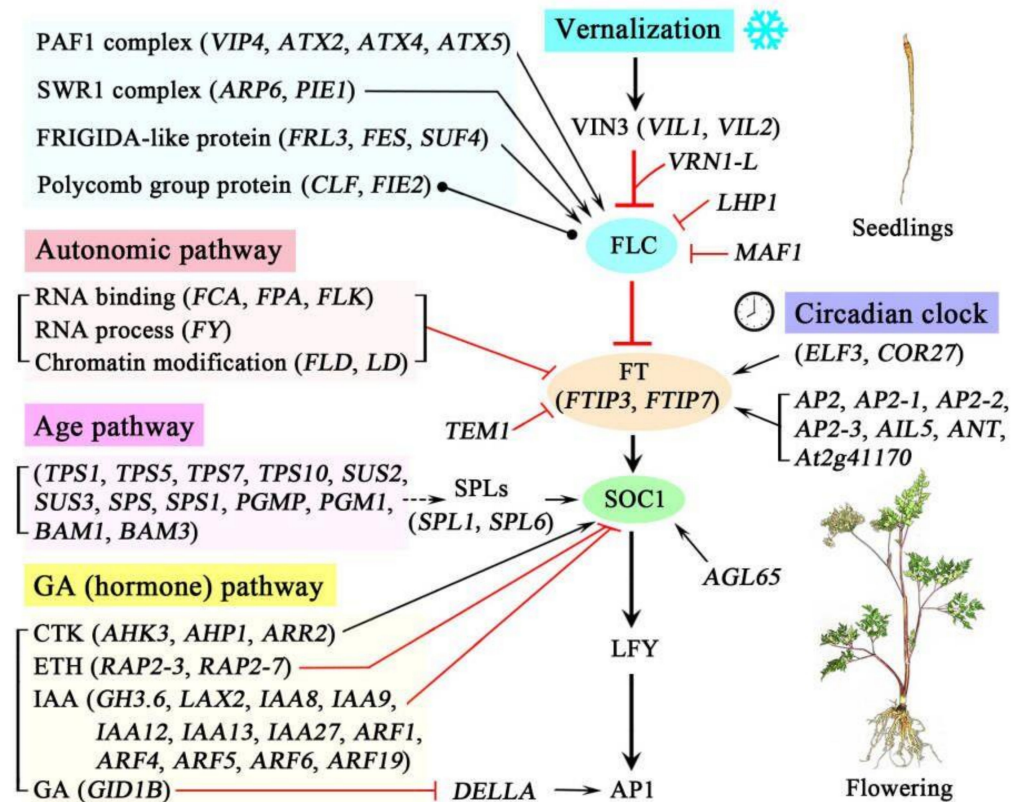 PAF1 complex (VIP4, ATX2, ATX4, ATX5)
SWR1 complex (ARP6, PIE1)
FRIGIDA-like protein (FRL3, FES, SUF4)
Polycomb group protein (CLF, FIE2)
Vernalization
VIN3 (VIL1, VIL2)
VRN1-L
LHP1
FLC
MAF1
Seedlings
Autonomic pathway
RNA binding (FCA, FPA, FLK)
RNA process (FY)
Chromatin modification (FLD, LD)
Circadian clock
(ELF3, COR27)
FT
(FTIP3, FTIP7)
TEM1
AP2, AP2-1, AP2-2,
AP2-3, AIL5, ANT,
At2g41170
Age pathway
(TPS1, TPS5, TPS7, TPS10, SUS2,
SUS3, SPS, SPS1, PGMP, PGM1,
BAM1, BAM3)
SPLs
(SPL1, SPL6)
SOC1
AGL65
GA (hormone) pathway
CTK (AHK3, AHP1, ARR2)
ETH (RAP2-3, RAP2-7)
IAA (GH3.6, LAX2, IAA8, IAA9,
IAA12, IAA13, IAA27, ARF1,
ARF4, ARF5, ARF6, ARF19)
GA (GID1B)
DELLA
LFY
AP1
Flowering